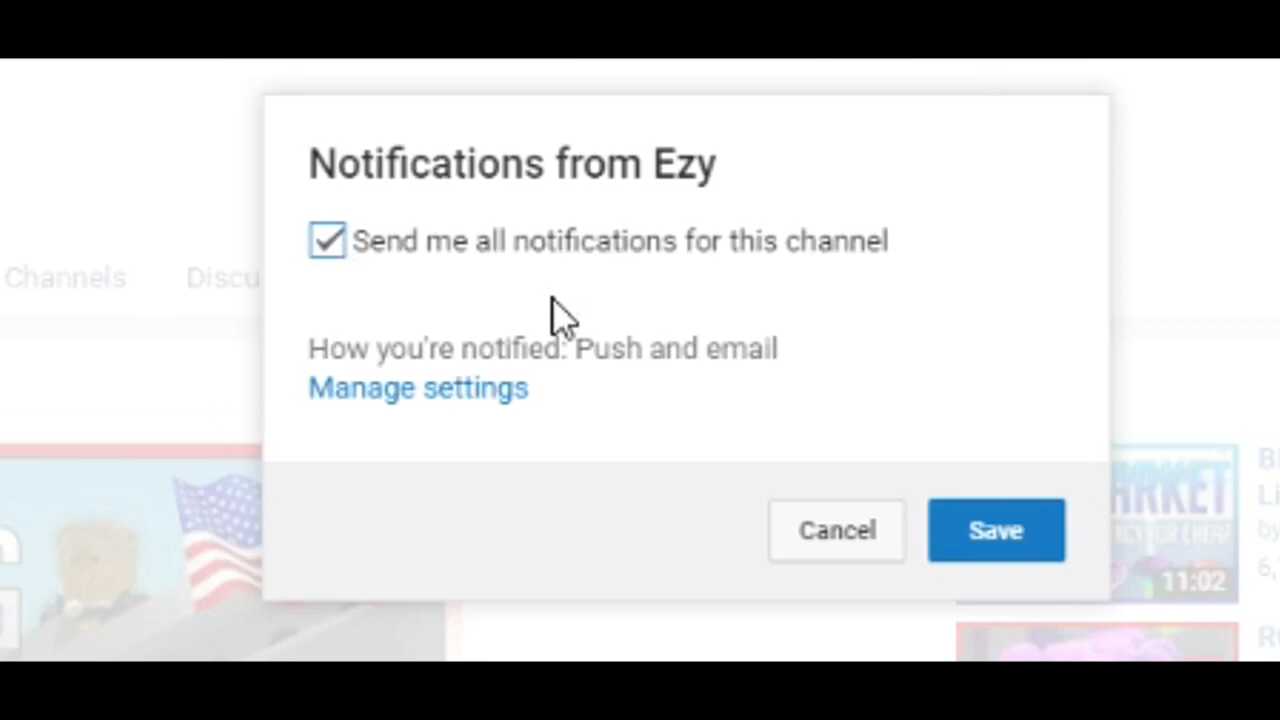 Notifications from Ezy
Send me all notifications for this channel
Channels
How you're notified: Push and email
Manage settings
Cancel
Save
11:02